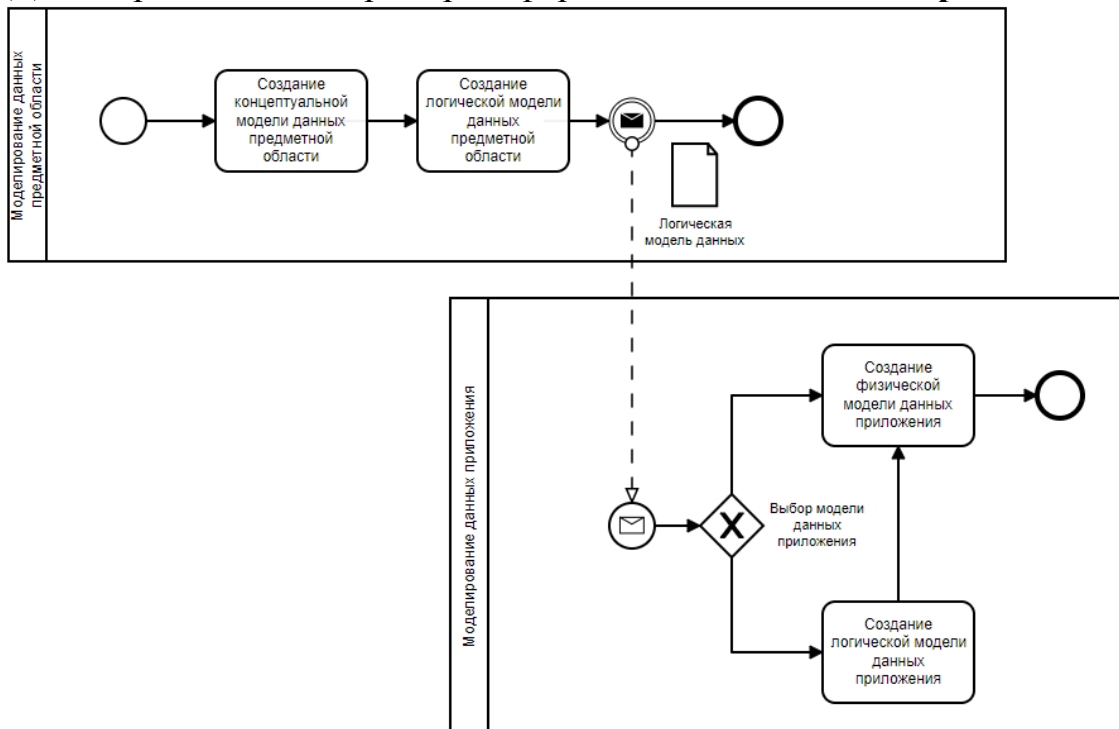 Моделирование данных
предметной области
Создание
концептуальной
модели данных
предметной
области
Создание
логической модели
данных
предметной
области
Логическая
модель данных
Моделирование данных приложения
Создание
физической
модели данных
приложения
Выбор модели
данных
приложения
Создание
логической модели
данных
приложения